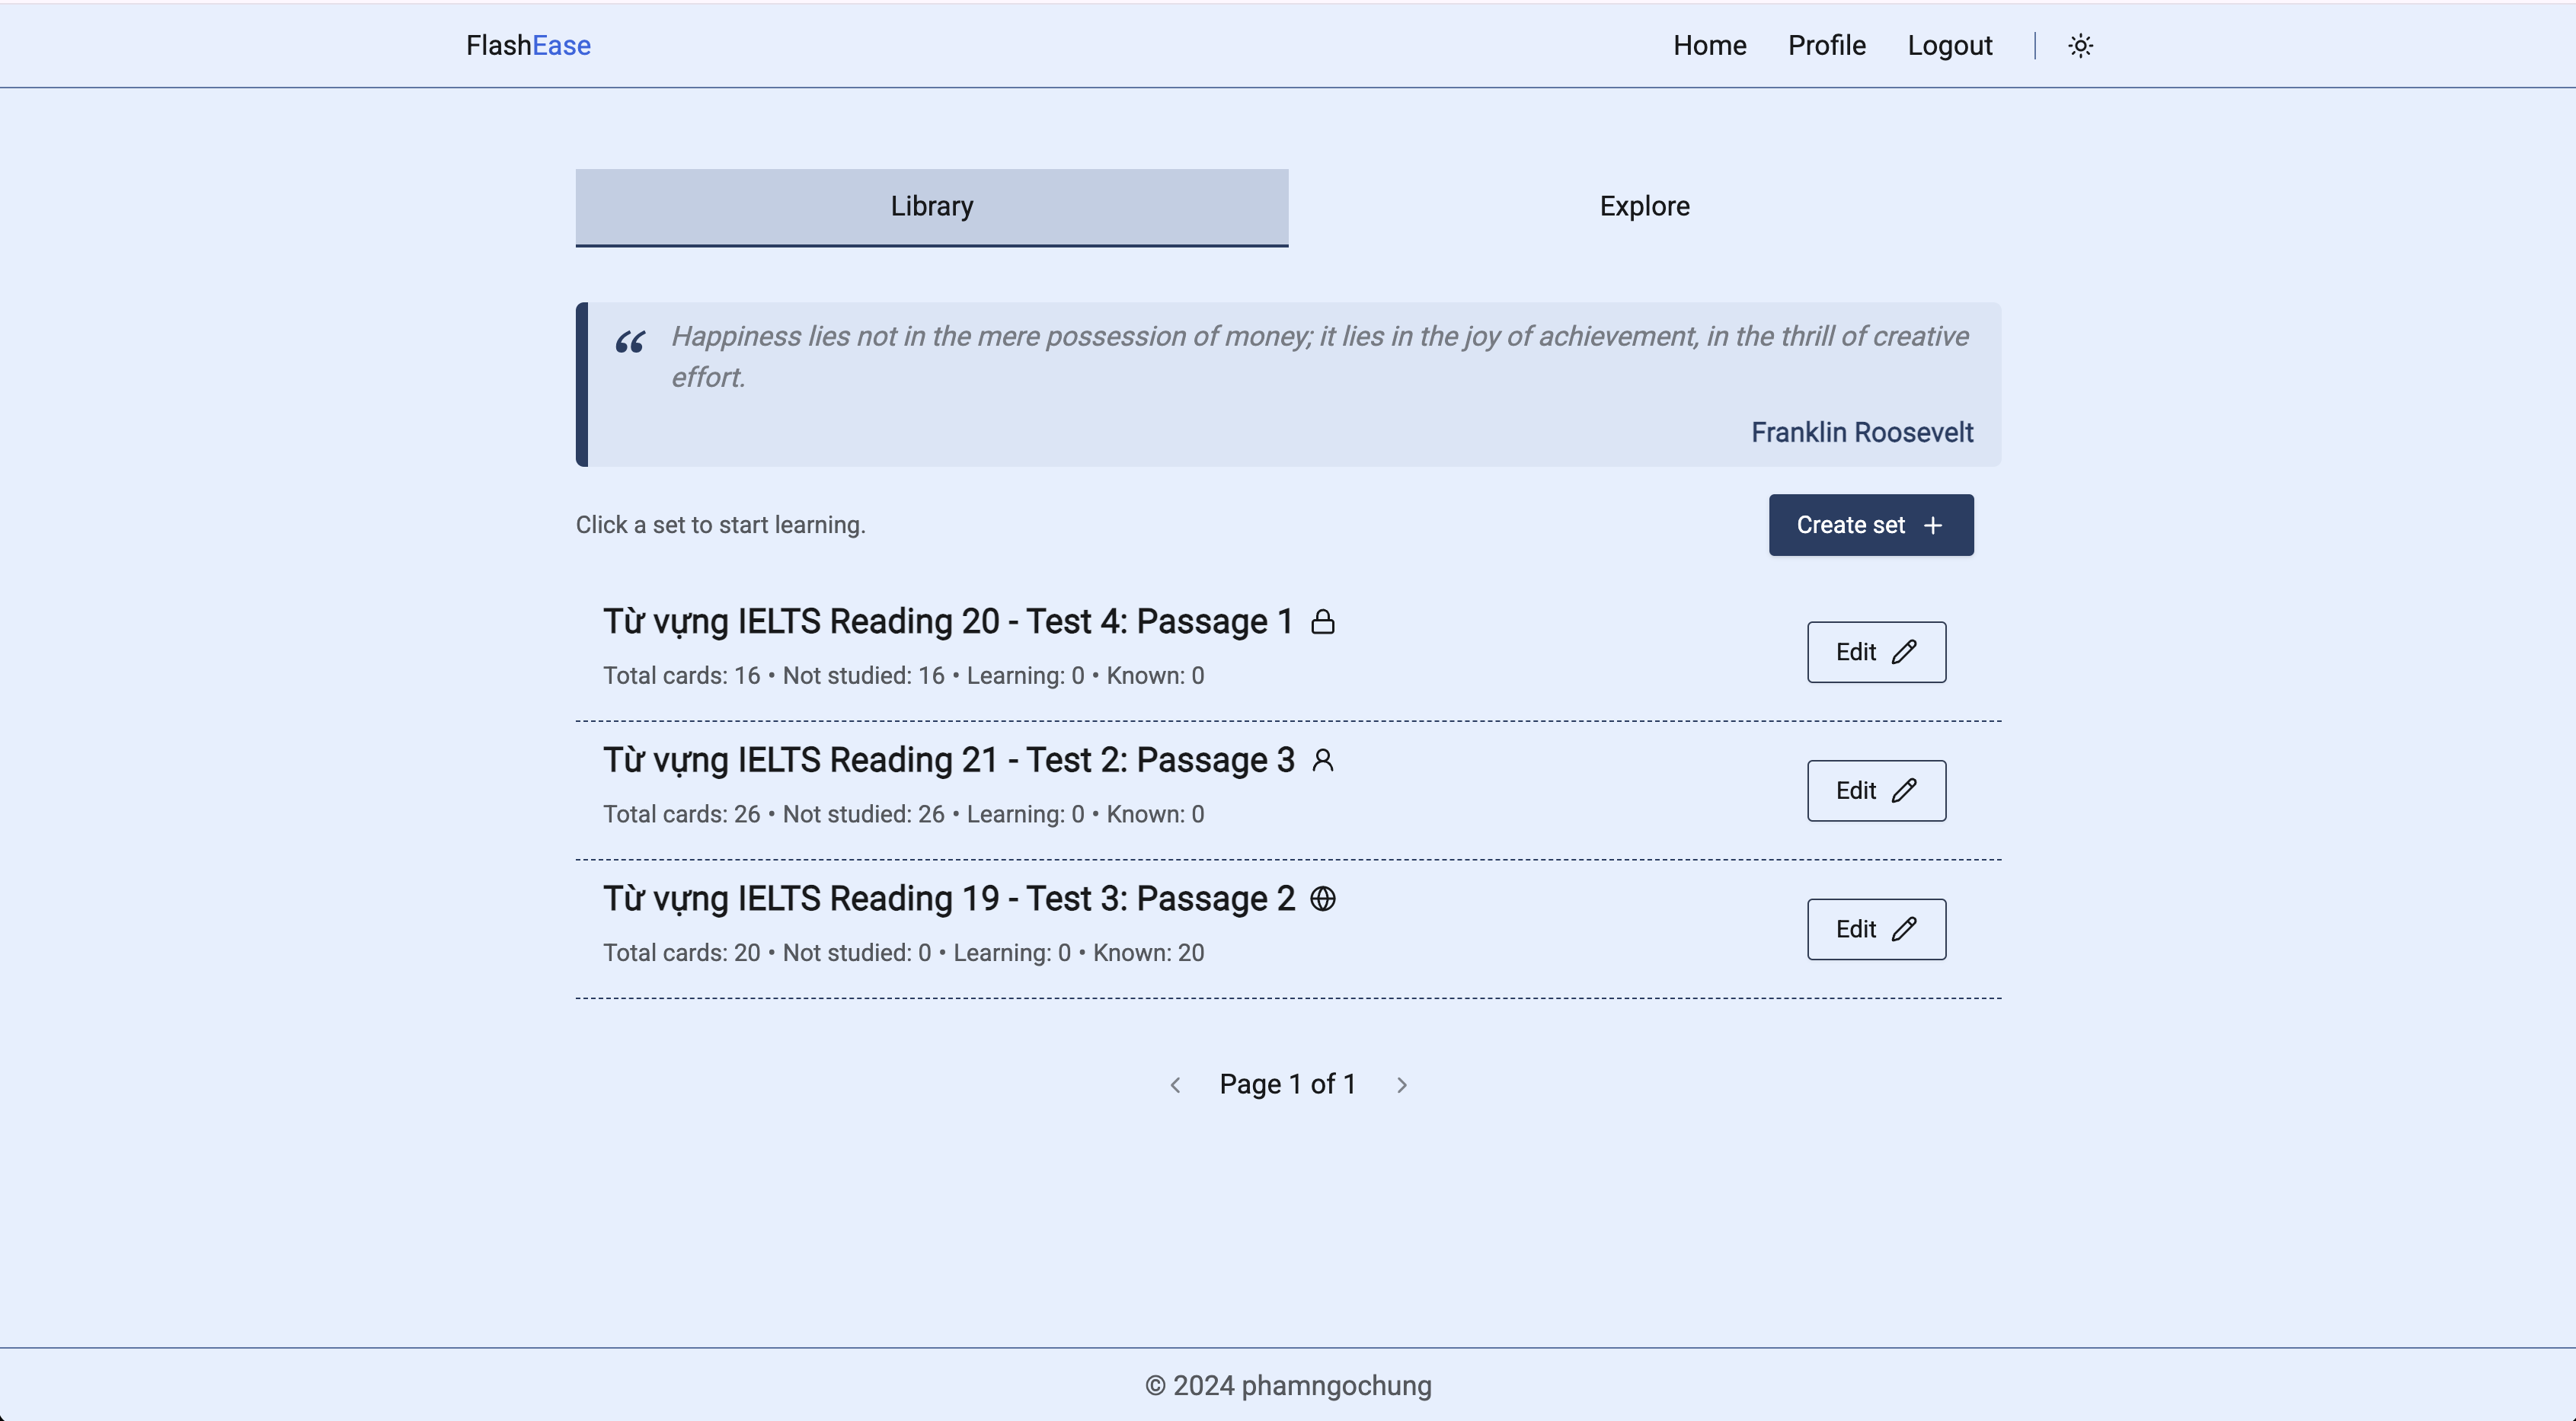 FlashEase
Home Profile Logout
Library Explore
Happiness lies not in the mere possession of money; it lies in the joy of achievement, in the thrill of creative
effort.
Franklin Roosevelt
Click a set to start learning. Create set
Từ vựng IELTS Reading 20 - Test 4: Passage 1
Edit
Total cards: 16 • Not studied: 16 • Learning: 0 • Known: 0
Từ vựng IELTS Reading 21 - Test 2: Passage 3
Edit
Total cards: 26 • Not studied: 26 • Learning: 0 • Known: 0
Từ vựng IELTS Reading 19 - Test 3: Passage 2
Edit
Total cards: 20 • Not studied: 0 • Learning: 0 • Known: 20
Page 1 of 1
© 2024 phamngochung